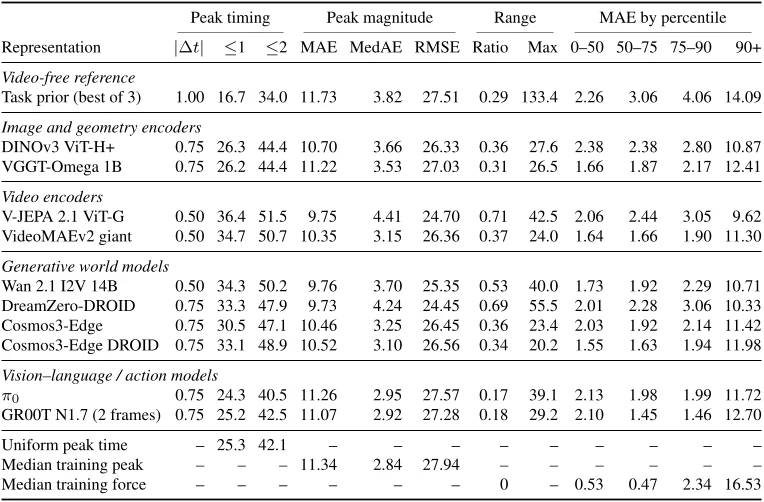 Peak timing Peak magnitude Range MAE by percentile
Representation |Δt| ≤1 ≤2 MAE MedAE RMSE Ratio Max 0–50 50–75 75–90 90+
Video-free reference
Task prior (best of 3) 1.00 16.7 34.0 11.73 3.82 27.51 0.29 133.4 2.26 3.06 4.06 14.09
Image and geometry encoders
DINOv3 ViT-H+ 0.75 26.3 44.4 10.70 3.66 26.33 0.36 27.6 2.38 2.38 2.80 10.87
VGGT-Omega 1B 0.75 26.2 44.4 11.22 3.53 27.03 0.31 26.5 1.66 1.87 2.17 12.41
Video encoders
V-JEPA 2.1 ViT-G 0.50 36.4 51.5 9.75 4.41 24.70 0.71 42.5 2.06 2.44 3.05 9.62
VideoMAEv2 giant 0.50 34.7 50.7 10.35 3.15 26.36 0.37 24.0 1.64 1.66 1.90 11.30
Generative world models
Wan 2.1 I2V 14B 0.50 34.3 50.2 9.76 3.70 25.35 0.53 40.0 1.73 1.92 2.29 10.71
DreamZero-DROID 0.75 33.3 47.9 9.73 4.24 24.45 0.69 55.5 2.01 2.28 3.06 10.33
Cosmos3-Edge 0.75 30.5 47.1 10.46 3.25 26.45 0.36 23.4 2.03 1.92 2.14 11.42
Cosmos3-Edge DROID 0.75 33.1 48.9 10.52 3.10 26.56 0.34 20.2 1.55 1.63 1.94 11.98
Vision–language / action models
π0 0.75 24.3 40.5 11.26 2.95 27.57 0.17 39.1 2.13 1.98 1.99 11.72
GR00T N1.7 (2 frames) 0.75 25.2 42.5 11.07 2.92 27.28 0.18 29.2 2.10 1.45 1.46 12.70
Uniform peak time – 25.3 42.1 – – – – – – – – –
Median training peak – – – 11.34 2.84 27.94 – – – – – –
Median training force – – – – – – 0 – 0.53 0.47 2.34 16.53